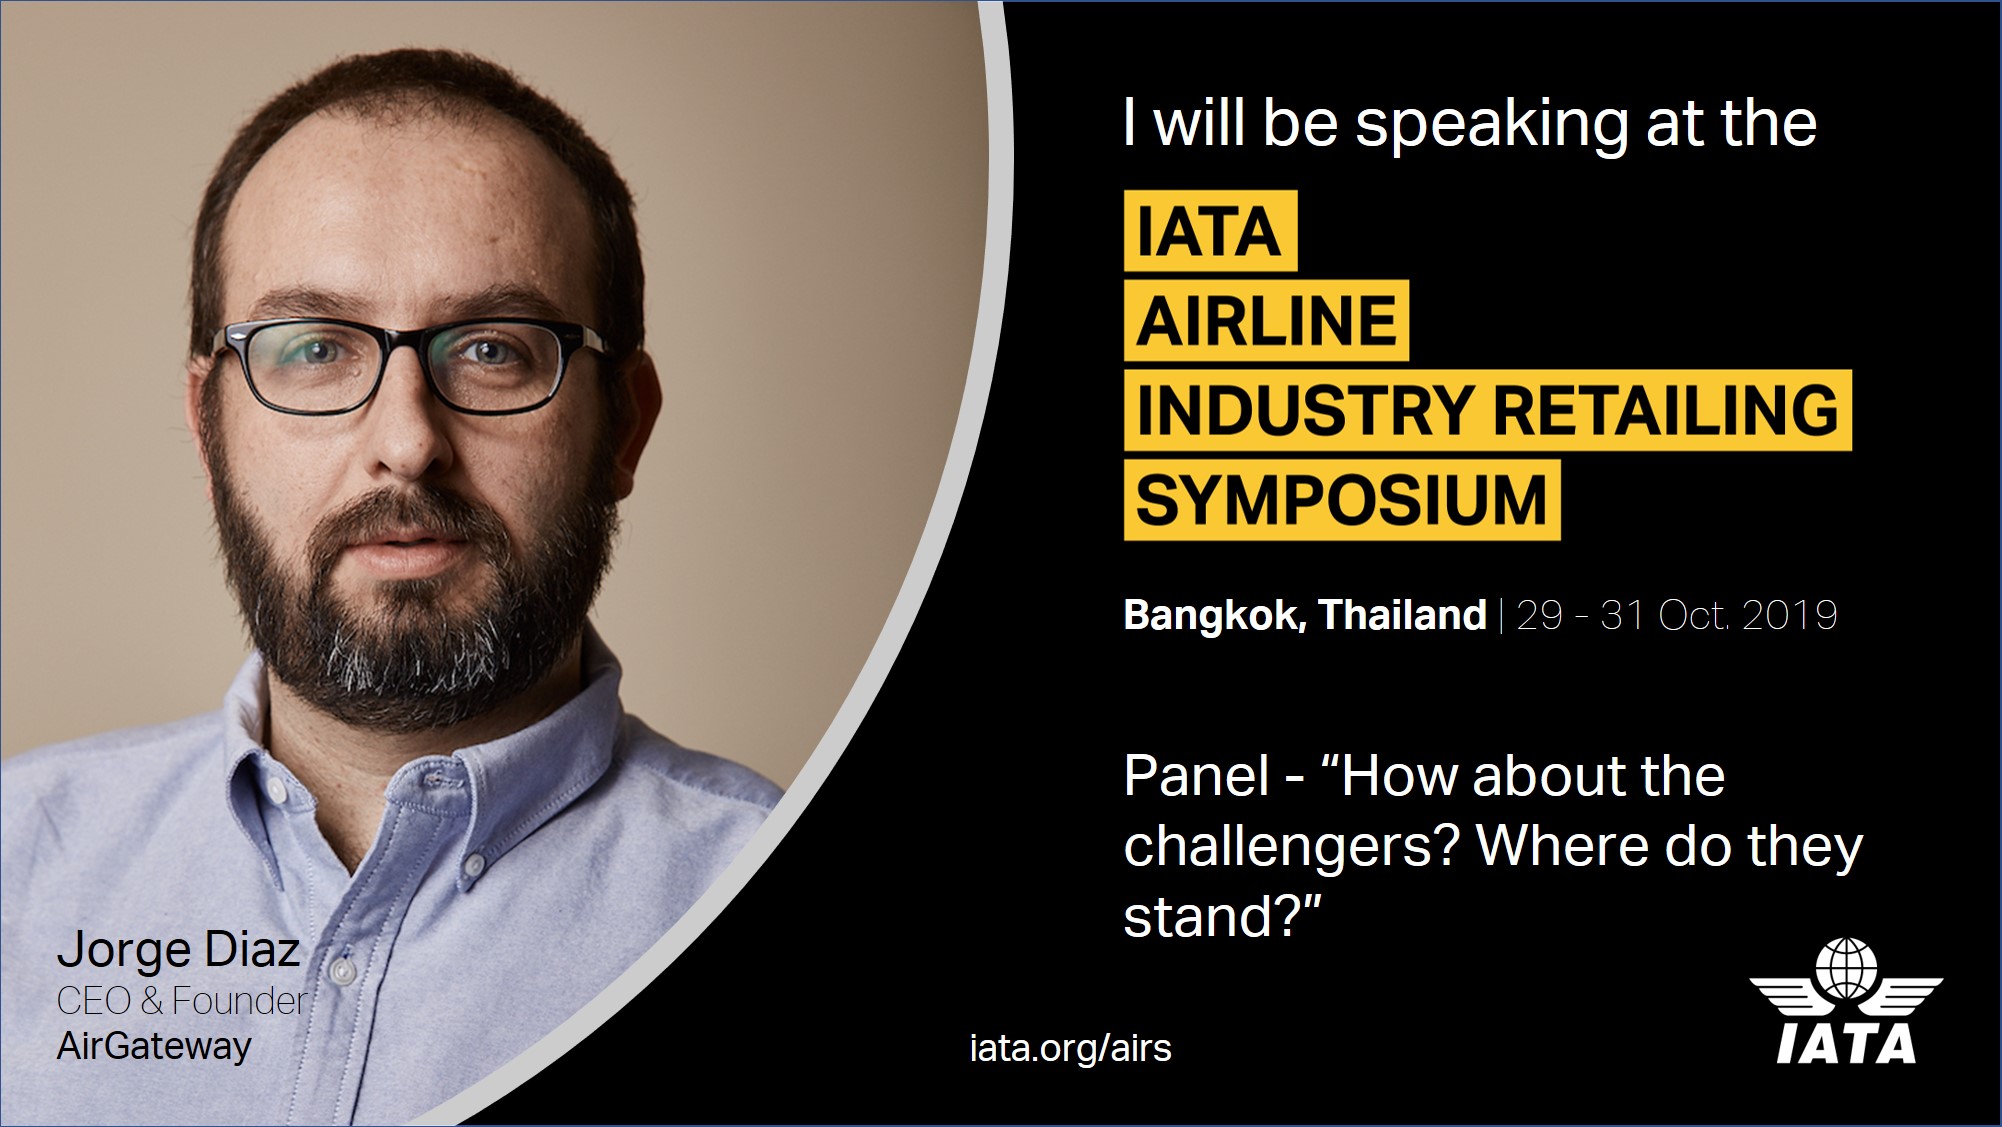 I will be speaking at the
IATA
AIRLINE
INDUSTRY RETAILING
SYMPOSIUM
Bangkok, Thailand | 29 - 31 Oct. 2019
Panel - “How about the
challengers? Where do they
stand?”
Jorge Diaz
CEO & Founder
AirGateway
iata.org/airs
IATA